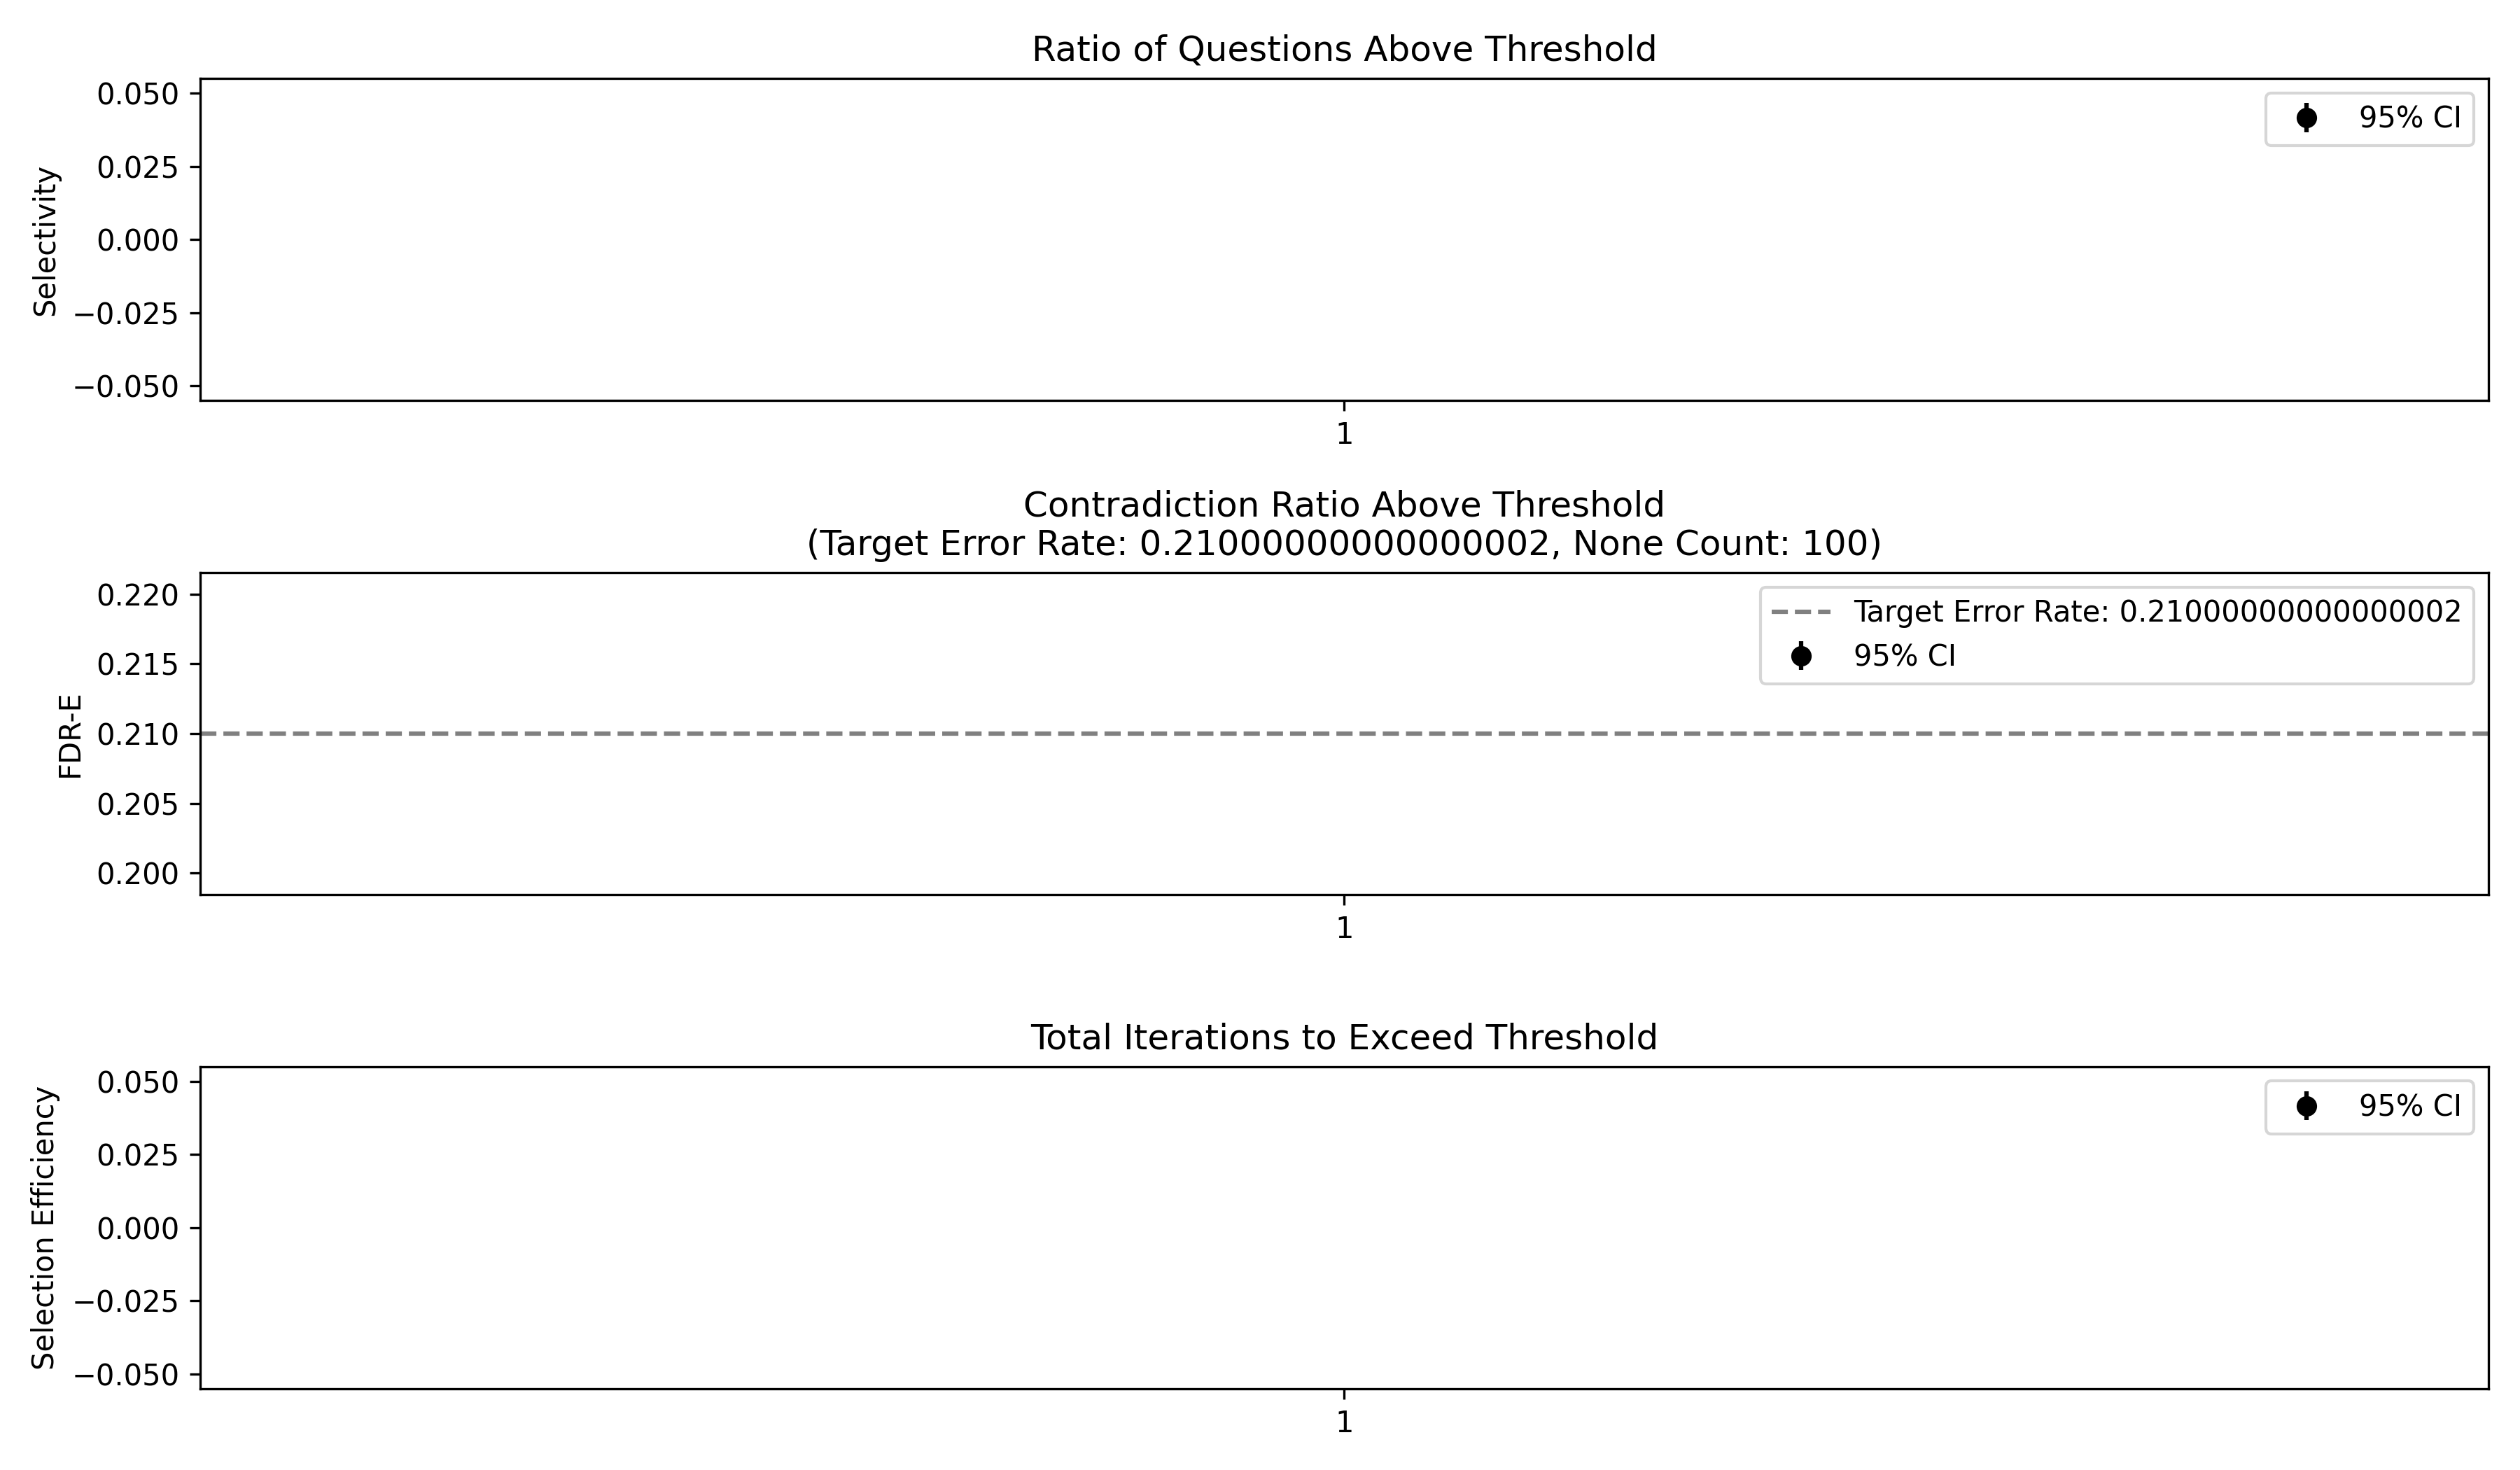 Ratio of Questions Above Threshold
0.050
0.025
0.000
−0.025
−0.050
Selectivity
95% CI
1
Contradiction Ratio Above Threshold
(Target Error Rate: 0.21000000000000002, None Count: 100)
0.220
0.215
0.210
0.205
0.200
FDR-E
Target Error Rate: 0.21000000000000002
95% CI
1
Total Iterations to Exceed Threshold
0.050
0.025
0.000
−0.025
−0.050
Selection Efficiency
95% CI
1